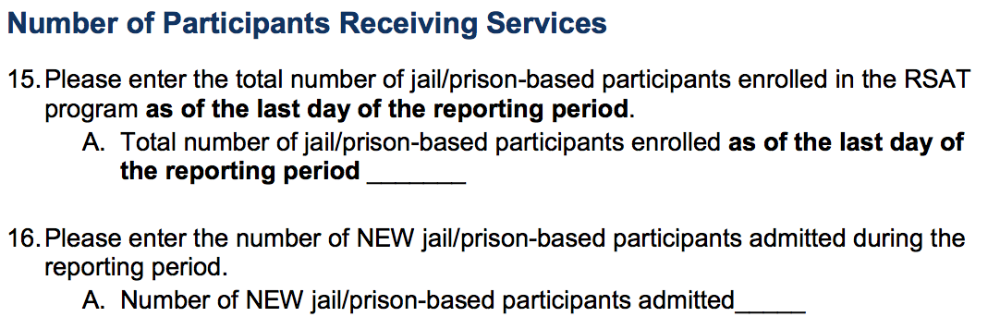 Number of Participants Receiving Services
15. Please enter the total number of jail/prison-based participants enrolled in the RSAT
program as of the last day of the reporting period.
A. Total number of jail/prison-based participants enrolled as of the last day of
the reporting period _______
16. Please enter the number of NEW jail/prison-based participants admitted during the
reporting period.
A. Number of NEW jail/prison-based participants admitted_____